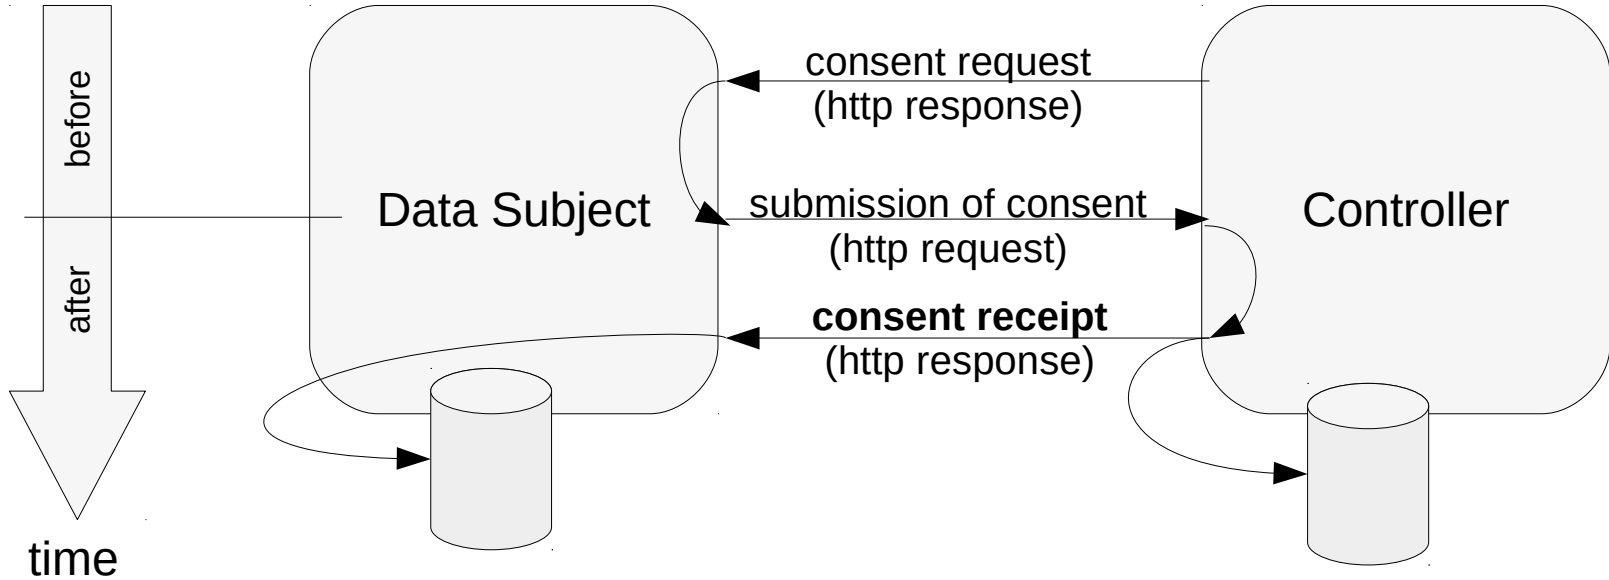 before
after
time
Data Subject
consent request
(http response)
submission of consent
(http request)
consent receipt
(http response)
Controller